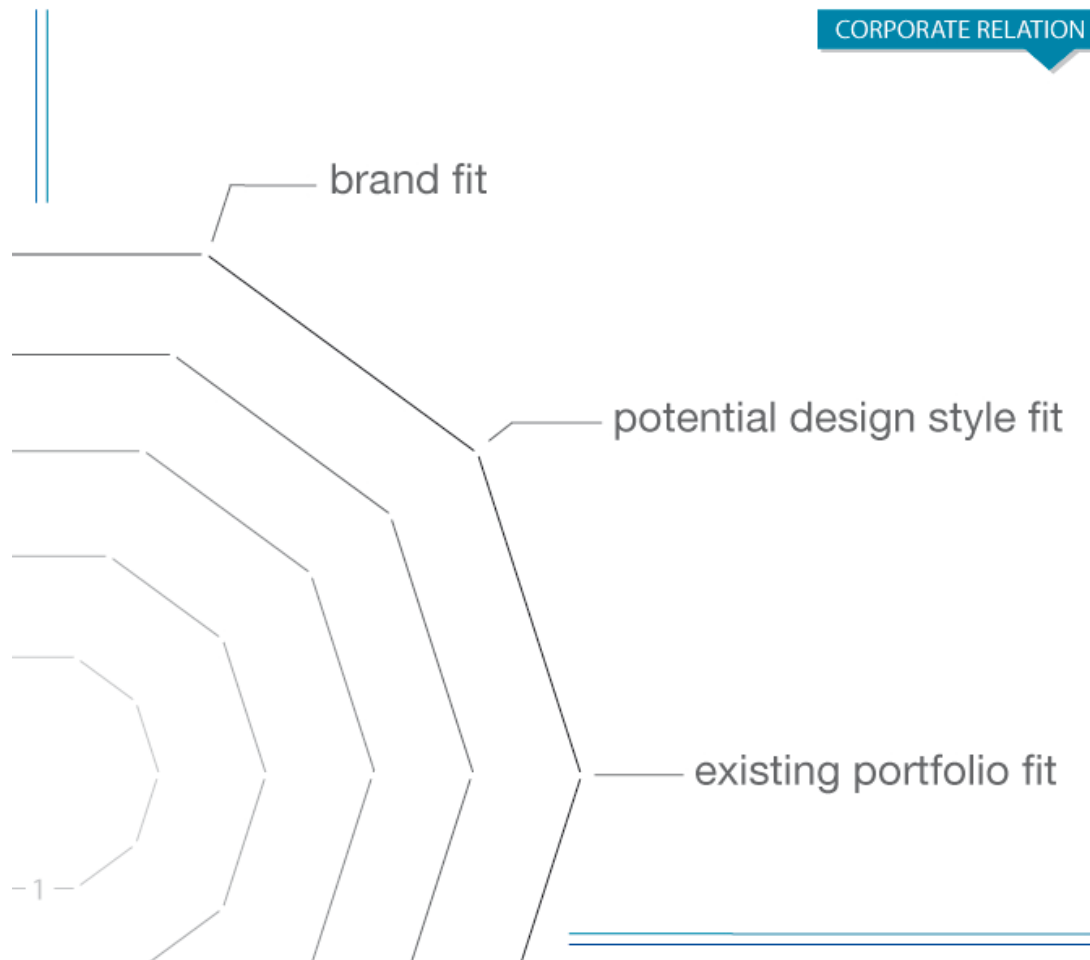 CORPORATE RELATION
brand fit
potential design style fit
existing portfolio fit
1